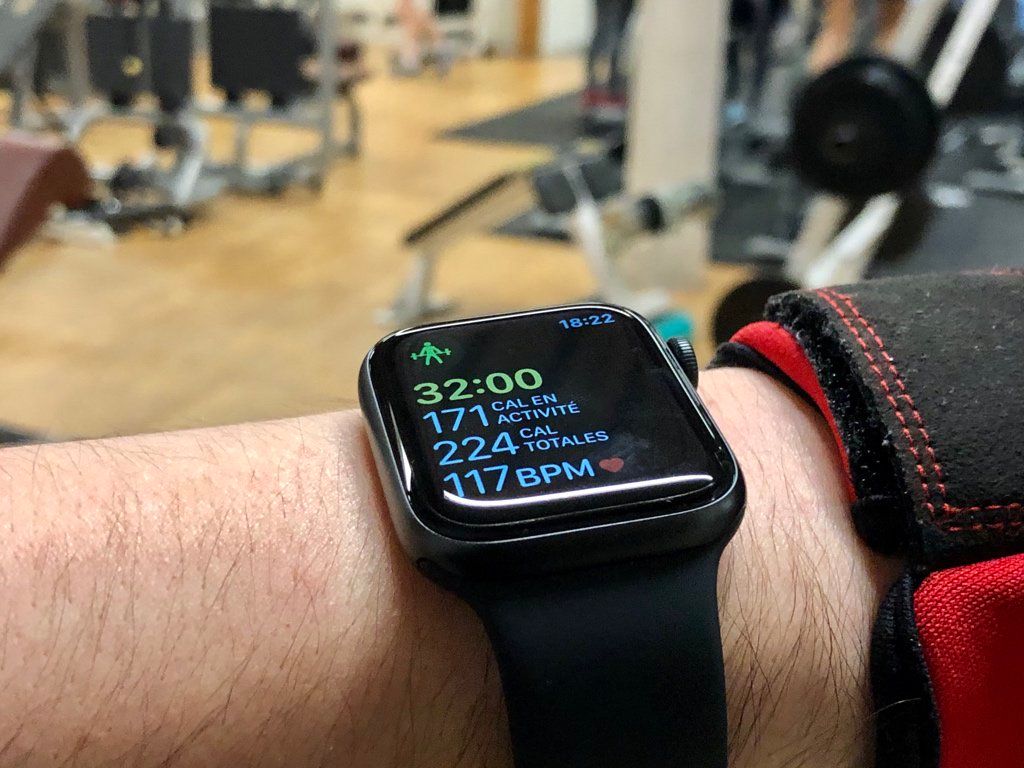 18:22
32:00
171 CAL EN
ACTIVITÉ
224 CAL
TOTALES
117 BPM